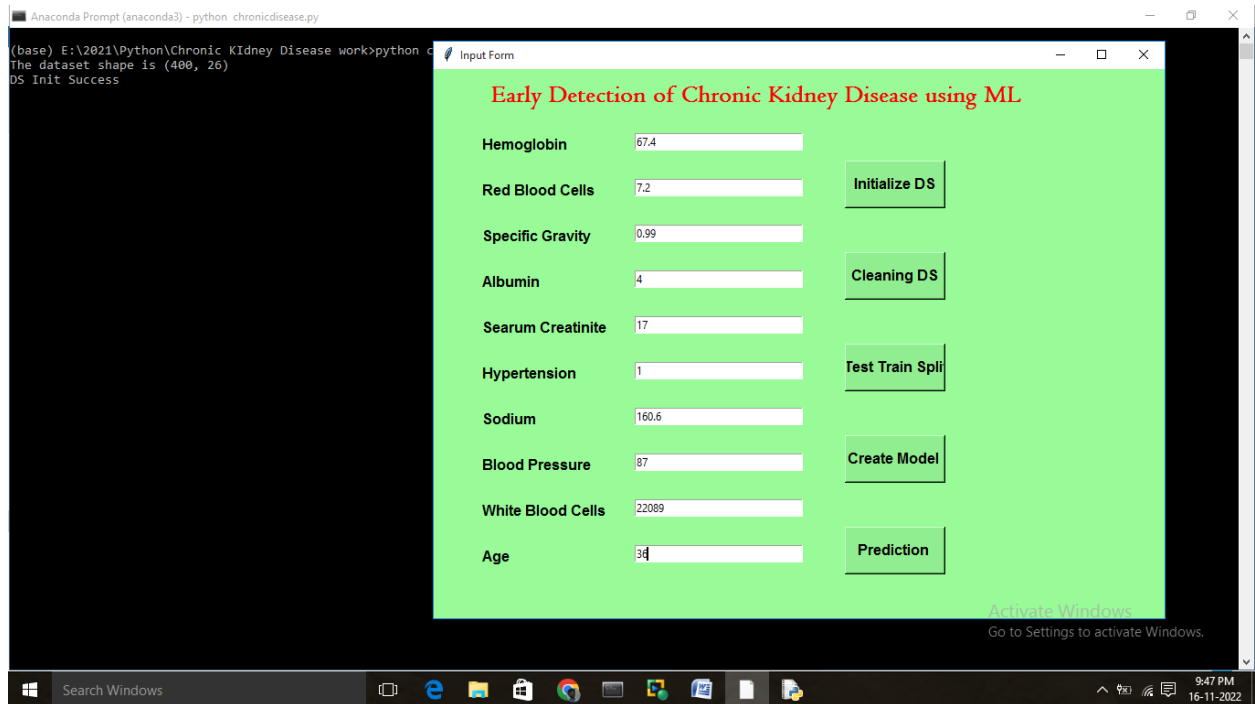 Anaconda Prompt (anaconda3) - python chronicdisease.py
(base) E:\2021\Python\Chronic KIdney Disease work>python c
The dataset shape is (400, 26)
DS Init Success
Input Form
Early Detection of Chronic Kidney Disease using ML
Hemoglobin 67.4
Initialize DS
Red Blood Cells 7.2
Specific Gravity 0.99
Cleaning DS
Albumin 4
Searum Creatinite 17
Test Train Split
Hypertension 1
Sodium 160.6
Create Model
Blood Pressure 87
White Blood Cells 22089
Prediction
Age 36
Activate Windows
Go to Settings to activate Windows.
Search Windows
9:47 PM
16-11-2022